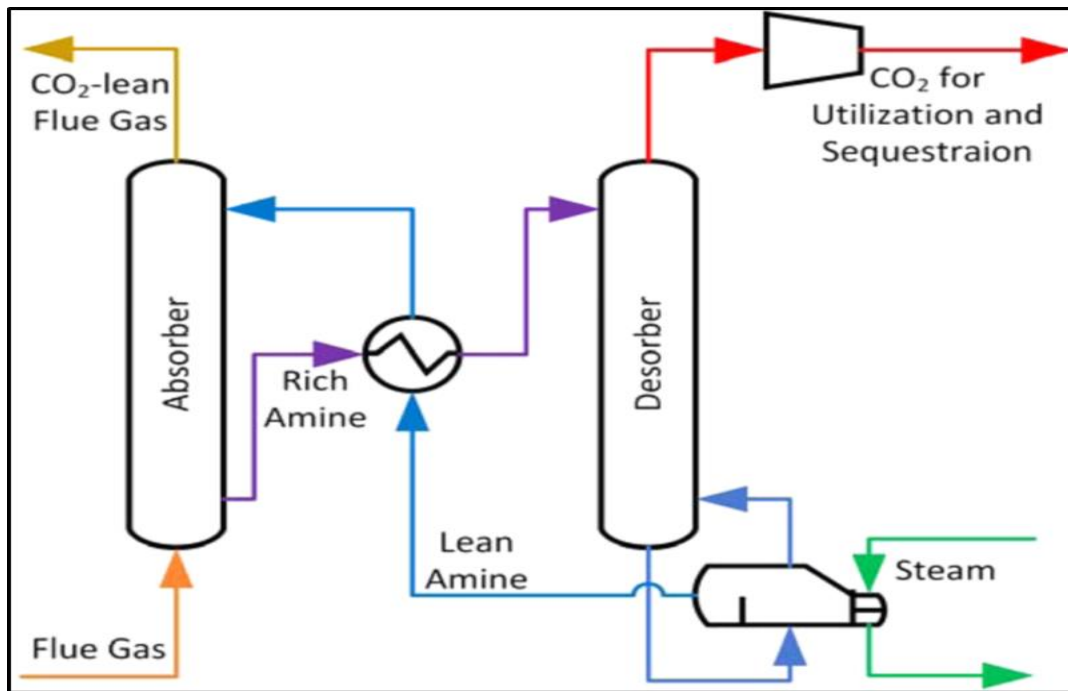 CO₂-lean
Flue Gas
CO₂ for
Utilization and
Sequestraion
Absorber
Desorber
Rich
Amine
Lean
Amine
Steam
Flue Gas